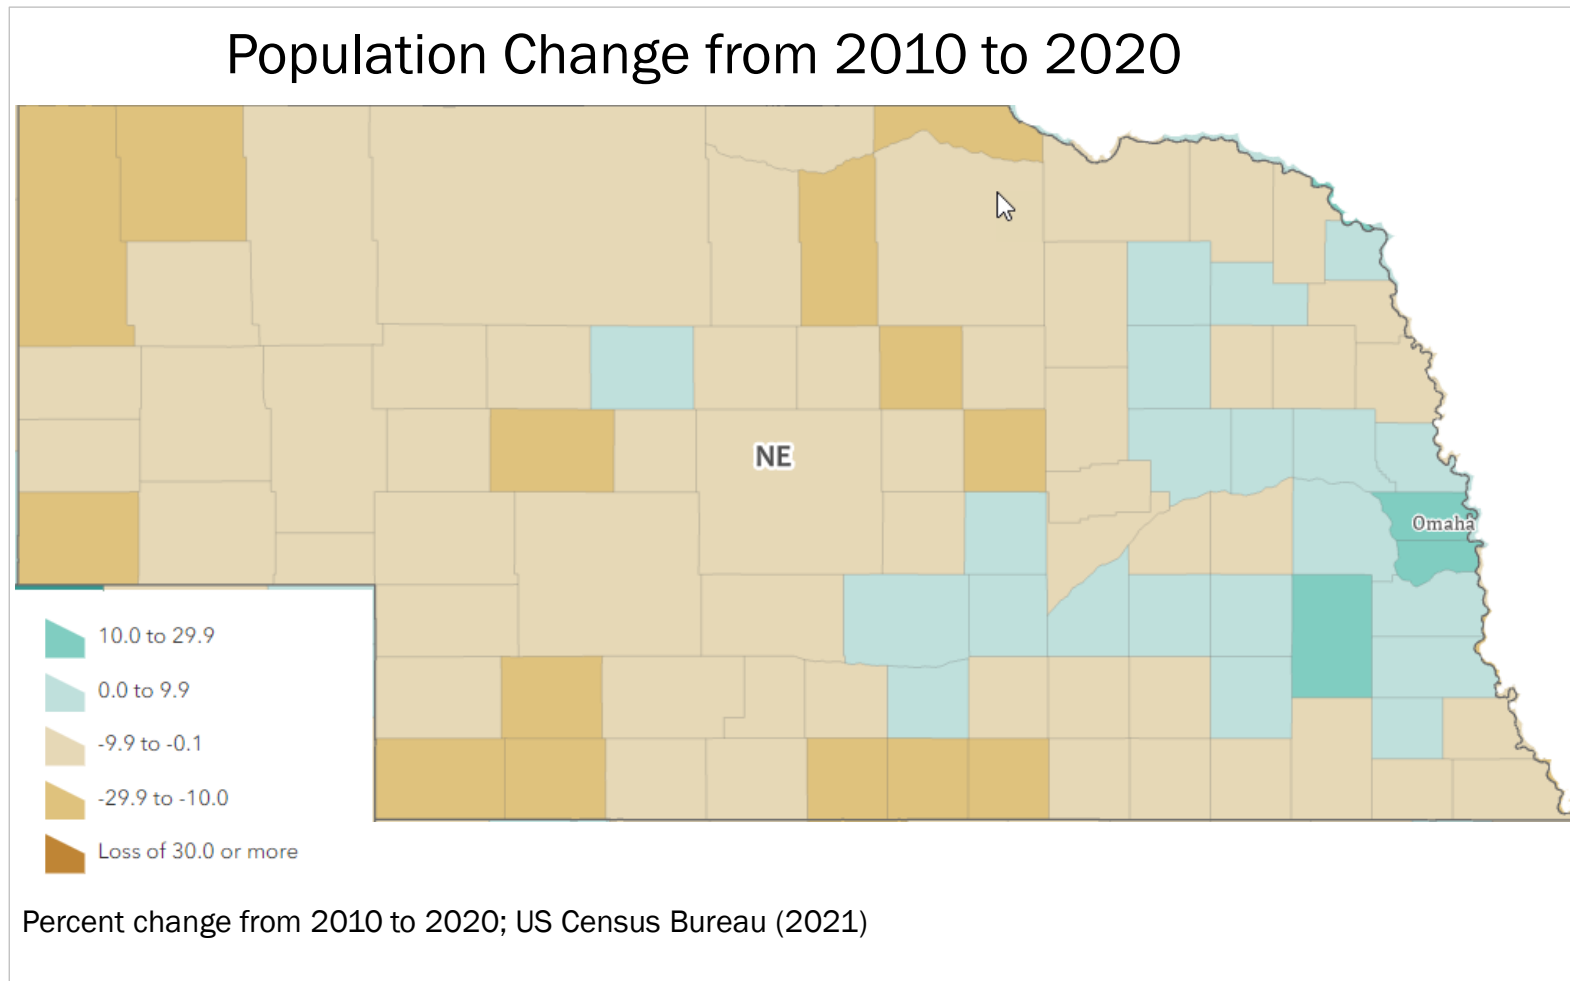 Population Change from 2010 to 2020
NE
Omaha
10.0 to 29.9
0.0 to 9.9
-9.9 to -0.1
-29.9 to -10.0
Loss of 30.0 or more
Percent change from 2010 to 2020; US Census Bureau (2021)